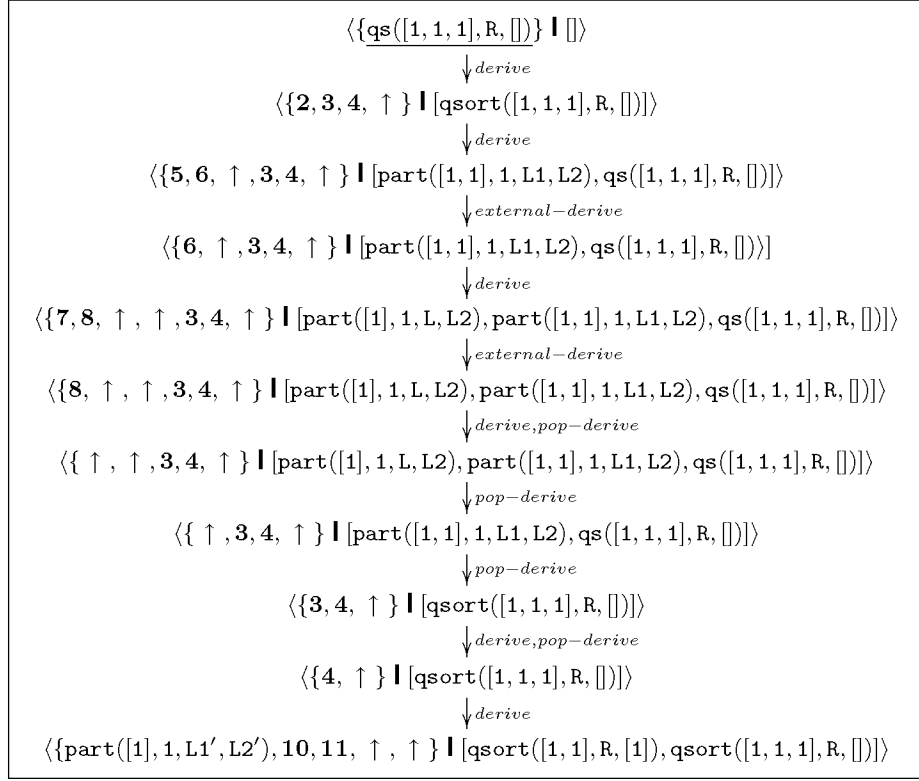 ⟨{qs([1,1,1],R,[])} ❙ []⟩
↓ derive
⟨{2,3,4, ↑ } ❙ [qsort([1,1,1],R,[])]⟩
↓ derive
⟨{5,6, ↑ ,3,4, ↑ } ❙ [part([1,1],1,L1,L2),qs([1,1,1],R,[])]⟩
↓ external−derive
⟨{6, ↑ ,3,4, ↑ } ❙ [part([1,1],1,L1,L2),qs([1,1,1],R,[])⟩]
↓ derive
⟨{7,8, ↑ , ↑ ,3,4, ↑ } ❙ [part([1],1,L,L2),part([1,1],1,L1,L2),qs([1,1,1],R,[])]⟩
↓ external−derive
⟨{8, ↑ , ↑ ,3,4, ↑ } ❙ [part([1],1,L,L2),part([1,1],1,L1,L2),qs([1,1,1],R,[])]⟩
↓ derive,pop−derive
⟨{ ↑ , ↑ ,3,4, ↑ } ❙ [part([1],1,L,L2),part([1,1],1,L1,L2),qs([1,1,1],R,[])]⟩
↓ pop−derive
⟨{ ↑ ,3,4, ↑ } ❙ [part([1,1],1,L1,L2),qs([1,1,1],R,[])]⟩
↓ pop−derive
⟨{3,4, ↑ } ❙ [qsort([1,1,1],R,[])]⟩
↓ derive,pop−derive
⟨{4, ↑ } ❙ [qsort([1,1,1],R,[])]⟩
↓ derive
⟨{part([1],1,L1′,L2′),10,11, ↑ , ↑ } ❙ [qsort([1,1],R,[1]),qsort([1,1,1],R,[])]⟩